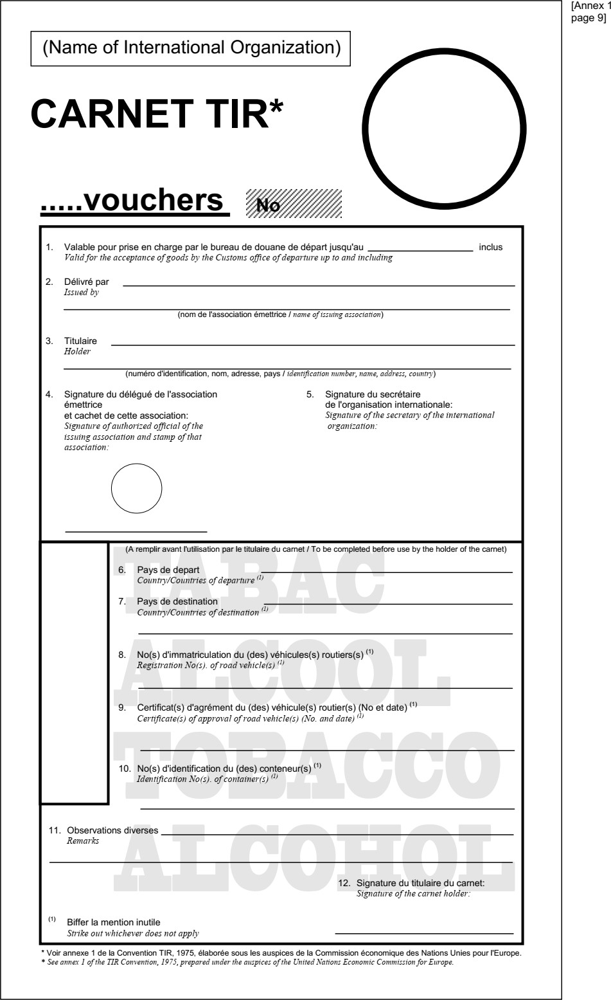 [Annex 1
page 9]
(Name of International Organization)
CARNET TIR*
.....vouchers No
1. Valable pour prise en charge par le bureau de douane de départ jusqu'au ____________ inclus
Valid for the acceptance of goods by the Customs office of departure up to and including
2. Délivré par
Issued by
(nom de l'association émettrice / name of issuing association)
3. Titulaire
Holder
(numéro d'identification, nom, adresse, pays / identification number, name, address, country)
4. Signature du délégué de l'association
émettrice
et cachet de cette association:
Signature of authorized official of the
issuing association and stamp of that
association:
5. Signature du secrétaire
de l'organisation internationale:
Signature of the secretary of the international
organization:
(A remplir avant l'utilisation par le titulaire du carnet / To be completed before use by the holder of the carnet)
TABAC
6. Pays de depart
Country/Countries of departure (1)
7. Pays de destination
Country/Countries of destination (1)
ALCOOL
8. No(s) d'immatriculation du (des) véhicules(s) routiers(s) (1)
Registration No(s). of road vehicle(s) (1)
9. Certificat(s) d'agrément du (des) véhicule(s) routier(s) (No et date) (1)
Certificate(s) of approval of road vehicle(s) (No. and date) (1)
TOBACCO
10. No(s) d'identification du (des) conteneur(s) (1)
Identification No(s). of container(s) (1)
ALCOHOL
11. Observations diverses
Remarks
12. Signature du titulaire du carnet:
Signature of the carnet holder:
(1) Biffer la mention inutile
Strike out whichever does not apply
* Voir annexe 1 de la Convention TIR, 1975, élaborée sous les auspices de la Commission économique des Nations Unies pour l'Europe.
* See annex 1 of the TIR Convention, 1975, prepared under the auspices of the United Nations Economic Commission for Europe.